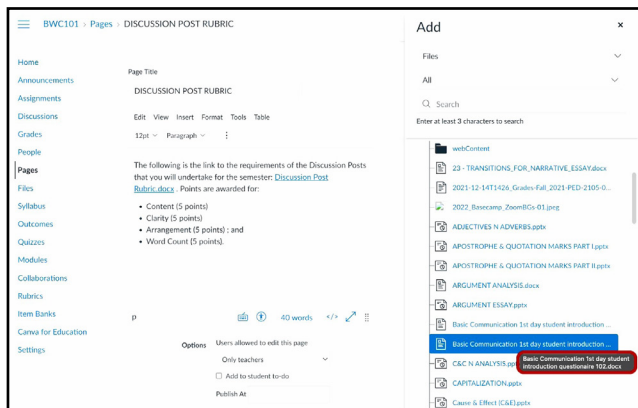 BWC101 > Pages > DISCUSSION POST RUBRIC
Home
Announcements
Assignments
Discussions
Grades
People
Pages
Files
Syllabus
Outcomes
Quizzes
Modules
Collaborations
Rubrics
Item Banks
Canva for Education
Settings
Page Title
DISCUSSION POST RUBRIC
Edit View Insert Format Tools Table
12pt Paragraph
The following is the link to the requirements of the Discussion Posts
that you will undertake for the semester: Discussion Post
Rubric.docx . Points are awarded for:
• Content (5 points)
• Clarity (5 points)
• Arrangement (5 points) ; and
• Word Count (5 points).
p
40 words </>
Options
Users allowed to edit this page
Only teachers
Add to student to-do
Publish At
Add
×
Files
All
Search
Enter at least 3 characters to search
webContent
23 - TRANSITIONS_FOR_NARRATIVE_ESSAY.docx
2021-12-14T1426_Grades-Fall_2021-PED-2105-0...
2022_Basecamp_ZoomBGs-01.jpeg
ADJECTIVES N ADVERBS.pptx
APOSTROPHE & QUOTATION MARKS PART I.pptx
APOSTROPHE & QUOTATION MARKS PART II.pptx
ARGUMENT ANALYSIS.docx
ARGUMENT ESSAY.pptx
Basic Communication 1st day student introduction ...
Basic Communication 1st day student introduction ...
Basic Communication 1st day student
introduction questionaire 102.docx
C&C N ANALYSIS.pp
CAPITALIZATION.pptx
Cause & Effect (C&E).pptx